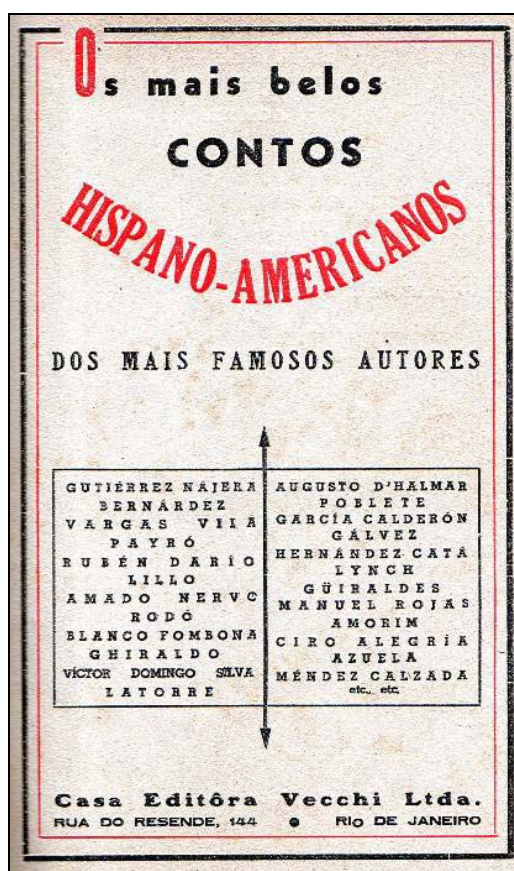 Os mais belos
CONTOS
HISPANO-AMERICANOS
DOS MAIS FAMOSOS AUTORES
GUTIÉRREZ NÁJERA
BERNÁRDEZ
VARGAS VILA
PAYRÓ
RUBÉN DARÍO
LILLO
AMADO NERVO
RODÓ
BLANCO FOMBONA
GHIRALDO
VÍCTOR DOMINGO SILVA
LATORRE
AUGUSTO D'HALMAR
POBLETE
GARCÍA CALDERÓN
GÁLVEZ
HERNÁNDEZ CATÁ
LYNCH
GÜIRALDES
MANUEL ROJAS
AMORIM
CIRO ALEGRÍA
AZUELA
MÉNDEZ CALZADA
etc., etc.
Casa Editôra Vecchi Ltda.
RUA DO RESENDE, 144 • RIO DE JANEIRO